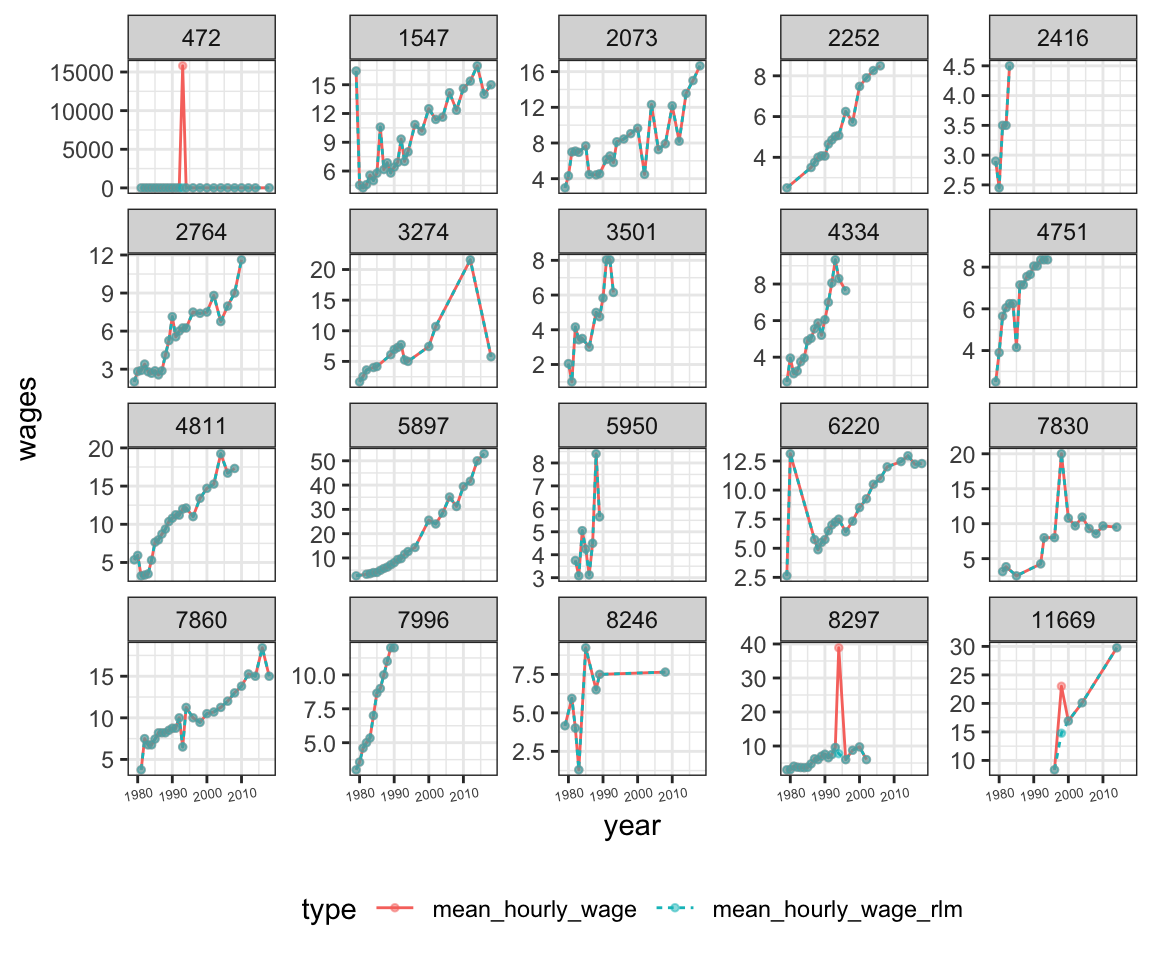 472 1547 2073 2252 2416
15000 10000 5000 0
15 12 9 6
16 12 8 4
8 6 4
4.5 4.0 3.5 3.0 2.5
2764 3274 3501 4334 4751
12 9 6 3
20 15 10 5
8 6 4 2
8 6 4
8 6 4
wages
4811 5897 5950 6220 7830
20 15 10 5
50 40 30 20 10
8 7 6 5 4 3
12.5 10.0 7.5 5.0 2.5
20 15 10 5
7860 7996 8246 8297 11669
15 10 5
10.0 7.5 5.0
7.5 5.0 2.5
40 30 20 10
30 25 20 15 10
1980 1990 2000 2010 1980 1990 2000 2010 1980 1990 2000 2010 1980 1990 2000 2010 1980 1990 2000 2010
year
type mean_hourly_wage mean_hourly_wage_rlm